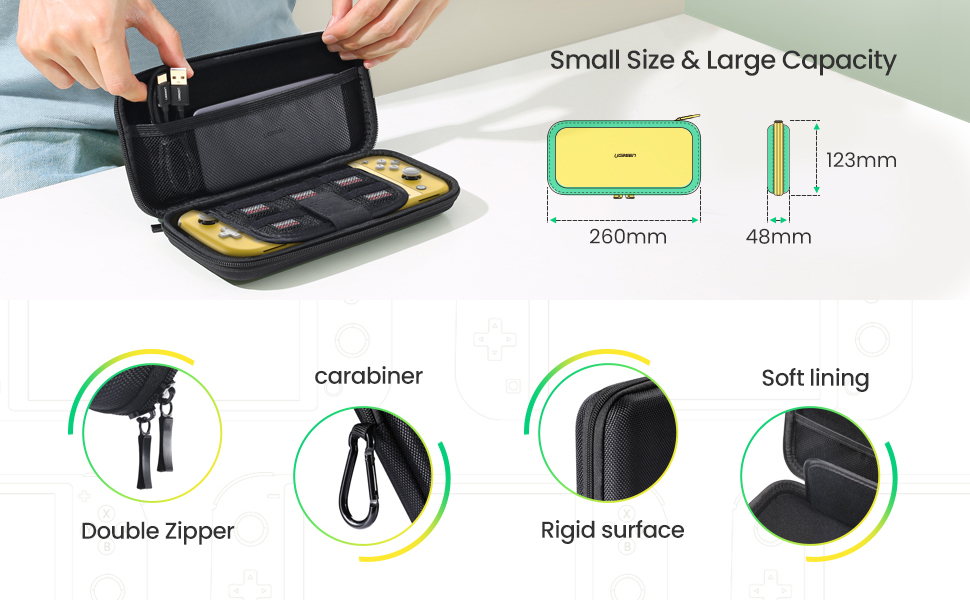 Small Size & Large Capacity
UGREEN
123mm
260mm
48mm
carabiner
Soft lining
Double Zipper
Rigid surface
X
B
X
B